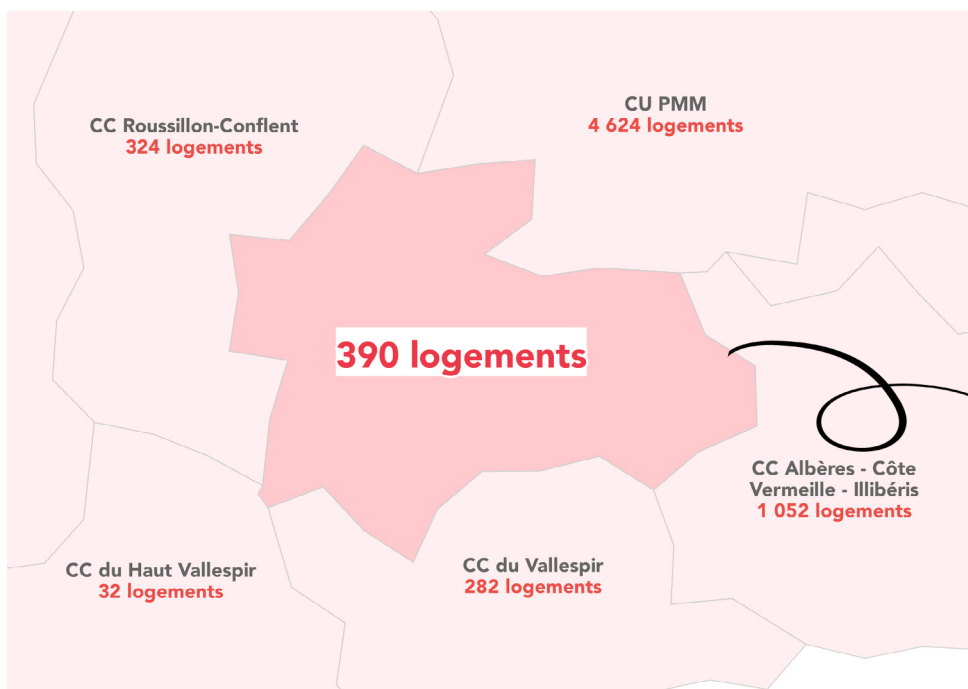 CC Roussillon-Conflent
324 logements
CU PMM
4 624 logements
390 logements
CC Albères - Côte
Vermeille - Illibéris
1 052 logements
CC du Haut Vallespir
32 logements
CC du Vallespir
282 logements